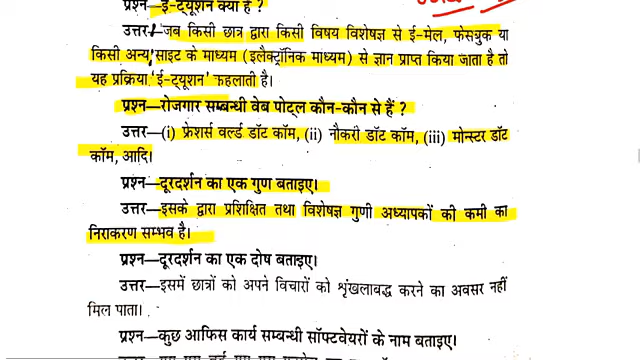 प्रश्न—ई-ट्यूशन क्या है ?
उत्तर—जब किसी छात्र द्वारा किसी विषय विशेषज्ञ से ई-मेल, फेसबुक या
किसी अन्य साइट के माध्यम (इलैक्ट्रॉनिक माध्यम) से ज्ञान प्राप्त किया जाता है तो
यह प्रक्रिया 'ई-ट्यूशन' कहलाती है।
प्रश्न—रोजगार सम्बन्धी वेब पोर्टल कौन-कौन से हैं ?
उत्तर—(i) फ्रेशर्स वर्ल्ड डॉट कॉम, (ii) नौकरी डॉट कॉम, (iii) मोन्स्टर डॉट
कॉम, आदि।
प्रश्न—दूरदर्शन का एक गुण बताइए।
उत्तर—इसके द्वारा प्रशिक्षित तथा विशेषज्ञ गुणी अध्यापकों की कमी का
निराकरण सम्भव है।
प्रश्न—दूरदर्शन का एक दोष बताइए।
उत्तर—इसमें छात्रों को अपने विचारों को शृंखलाबद्ध करने का अवसर नहीं
मिल पाता।
प्रश्न—कुछ आफिस कार्य सम्बन्धी सॉफ्टवेयरों के नाम बताइए।